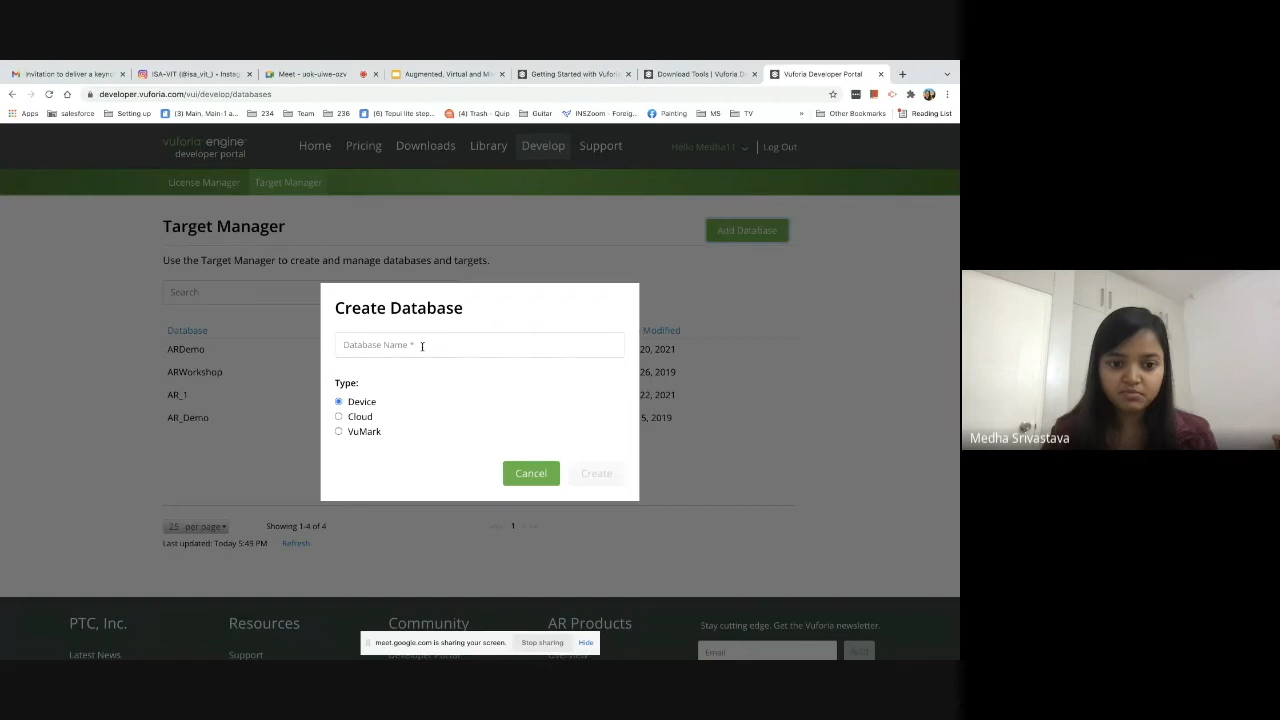 Invitation to deliver a keyno
ISA-VIT (@isa_vit_) • Instag
Meet - uok-uiwe-ozv
Augmented, Virtual and M
Getting Started with Vuforia
Download Tools | Vuforia D
Vuforia Developer Portal
developer.vuforia.com/vui/develop/databases
Apps
salesforce
Setting up
(3) Main, Main-1 a...
234
Team
236
(6) Topui lite step...
(4) Trash - Quip
Guitar
INSZoom - Foreig...
Painting
MS
TV
»
Other Bookmarks
Reading List
vuforia engine™
developer portal
Home
Pricing
Downloads
Library
Develop
Support
Hello Medha11
Log Out
License Manager
Target Manager
Target Manager
Add Database
Use the Target Manager to create and manage databases and targets.
Search
Database
Modified
ARDemo
20, 2021
ARWorkshop
26, 2019
AR_1
22, 2021
AR_Demo
5, 2019
Create Database
Database Name *
Type:
Device
Cloud
VuMark
Cancel
Create
25 per page
Showing 1-4 of 4
1
Last updated: Today 5:49 PM
Refresh
PTC, Inc.
Resources
Community
AR Products
Stay cutting edge. Get the Vuforia newsletter.
meet.google.com is sharing your screen.
Stop sharing
Hide
Latest News
Support
Email
Medha Srivastava